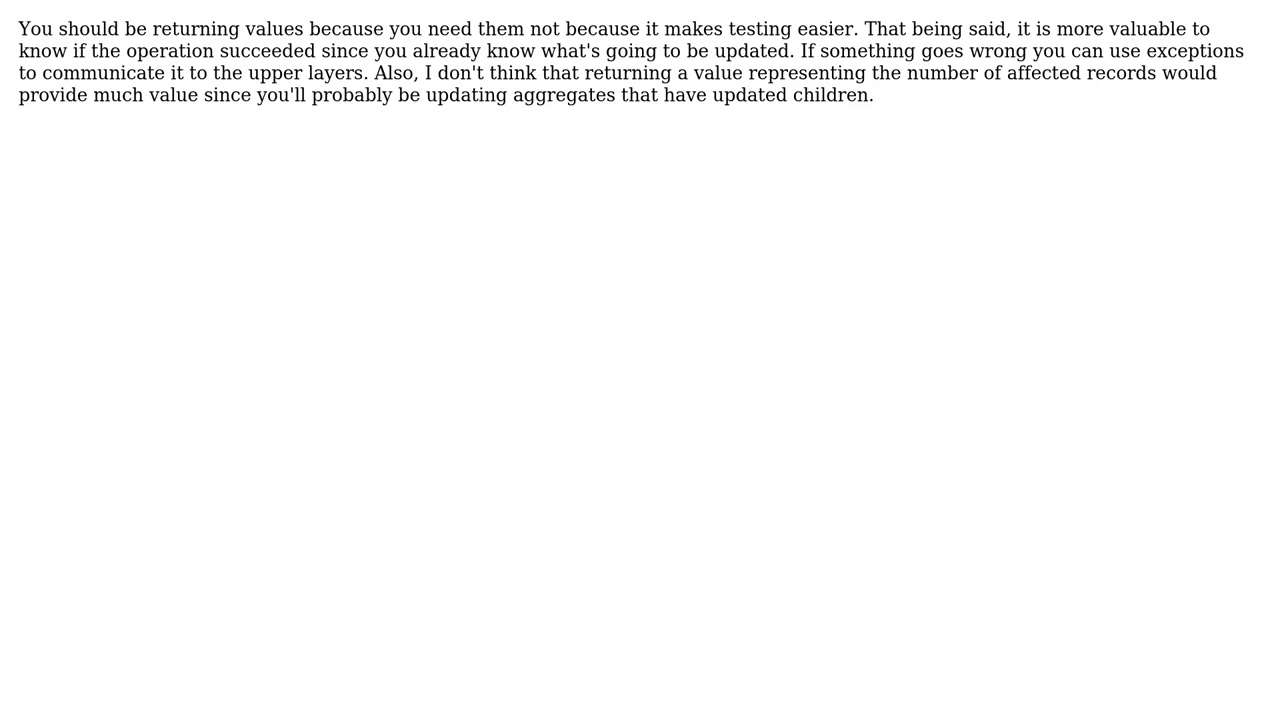 You should be returning values because you need them not because it makes testing easier. That being said, it is more valuable to
know if the operation succeeded since you already know what's going to be updated. If something goes wrong you can use exceptions
to communicate it to the upper layers. Also, I don't think that returning a value representing the number of affected records would
provide much value since you'll probably be updating aggregates that have updated children.